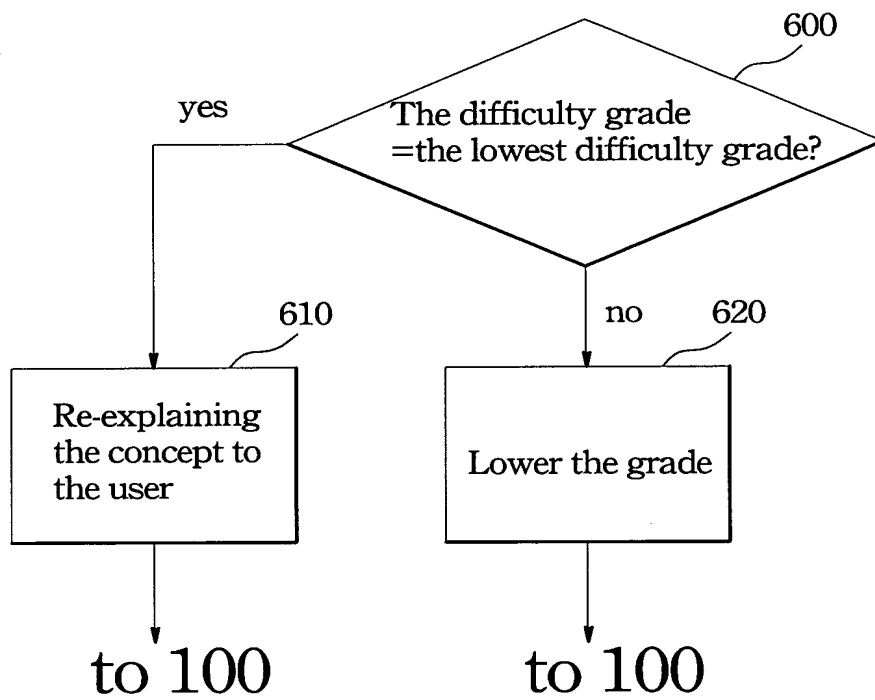 600
yes
The difficulty grade
=the lowest difficulty grade?
610
no
620
Re-explaining
the concept to
the user
Lower the grade
to 100
to 100